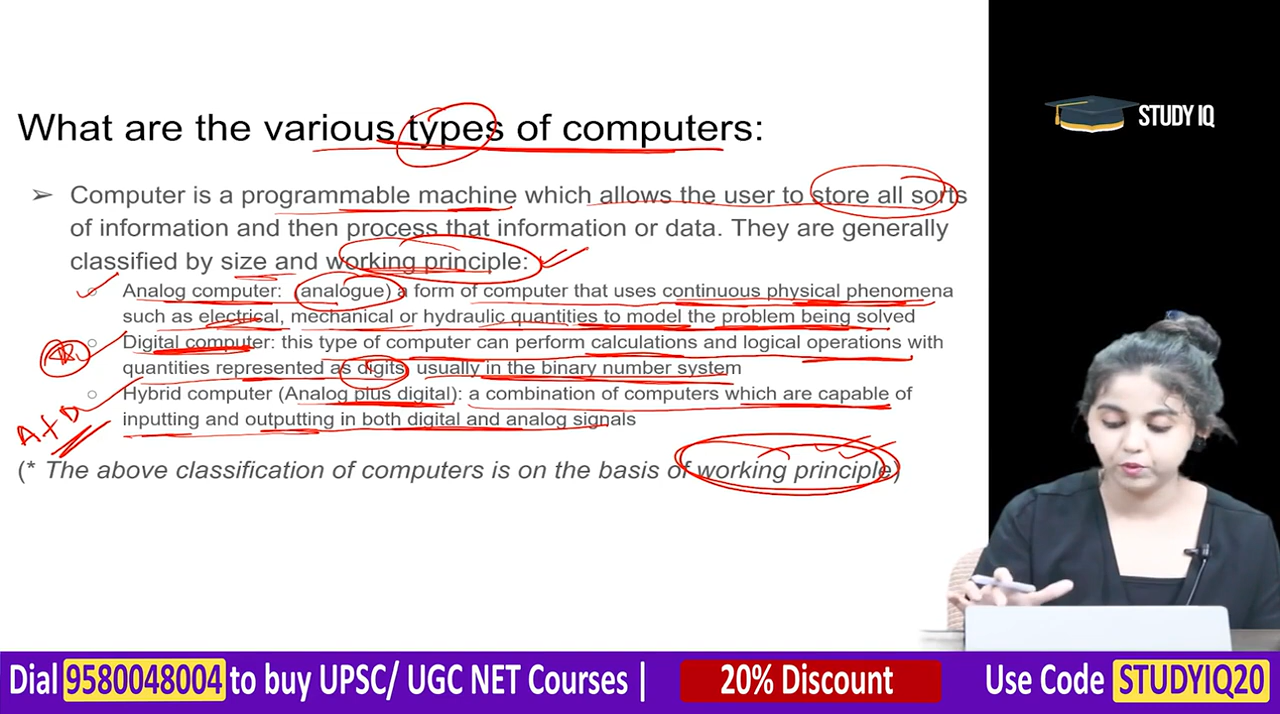 What are the various types of computers:
STUDY IQ
➢ Computer is a programmable machine which allows the user to store all sorts
of information and then process that information or data. They are generally
classified by size and working principle:
○ Analog computer: (analogue) a form of computer that uses continuous physical phenomena
such as electrical, mechanical or hydraulic quantities to model the problem being solved
○ Digital computer: this type of computer can perform calculations and logical operations with
quantities represented as digits, usually in the binary number system
○ Hybrid computer (Analog plus digital): a combination of computers which are capable of
inputting and outputting in both digital and analog signals
A + D
(* The above classification of computers is on the basis of working principle)
Dial 9580048004 to buy UPSC/ UGC NET Courses | 20% Discount Use Code STUDYIQ20